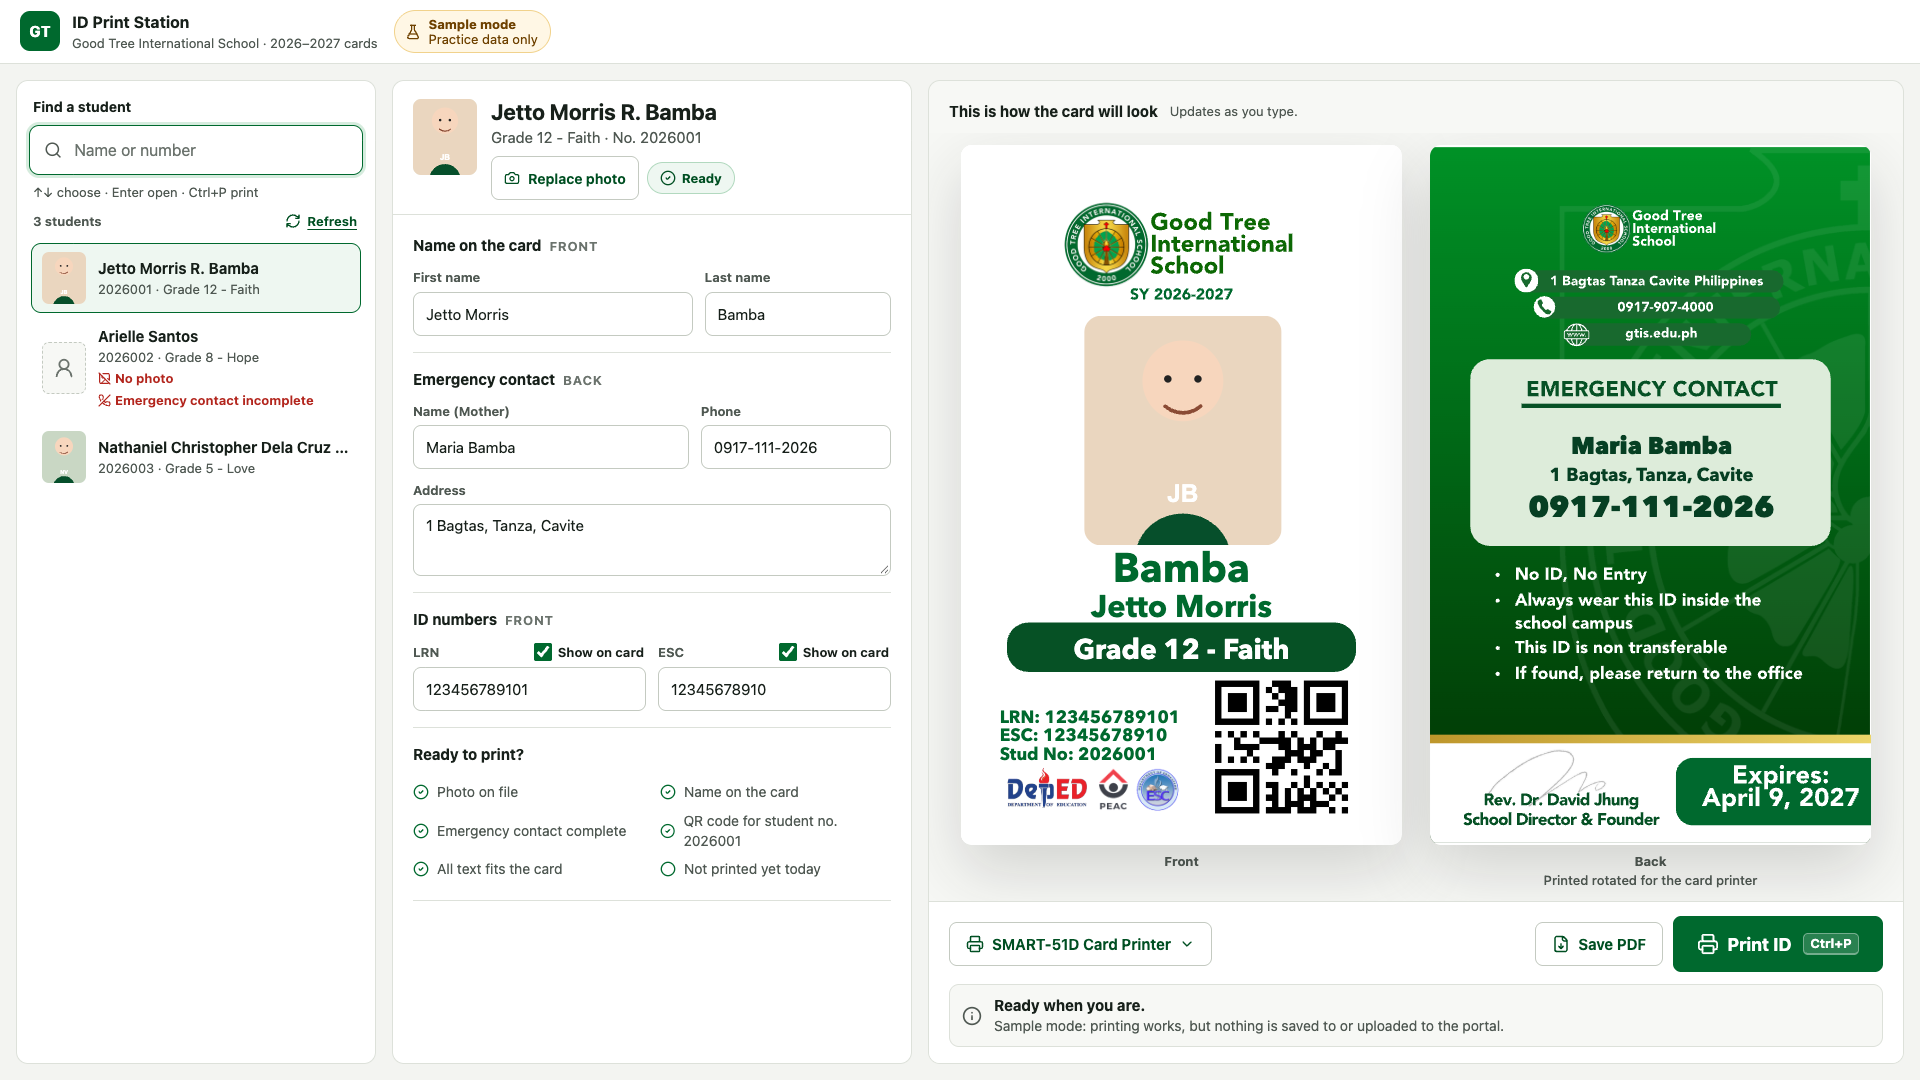 GT
ID Print Station
Good Tree International School · 2026–2027 cards
Sample mode
Practice data only
Find a student
Name or number
↑↓ choose · Enter open · Ctrl+P print
3 students
Refresh
Jetto Morris R. Bamba
2026001 · Grade 12 - Faith
Arielle Santos
2026002 · Grade 8 - Hope
No photo
Emergency contact incomplete
Nathaniel Christopher Dela Cruz ...
2026003 · Grade 5 - Love
JB
Jetto Morris R. Bamba
Grade 12 - Faith · No. 2026001
Replace photo
Ready
Name on the card FRONT
First name
Last name
Jetto Morris
Bamba
Emergency contact BACK
Name (Mother)
Phone
Maria Bamba
0917-111-2026
Address
1 Bagtas, Tanza, Cavite
ID numbers FRONT
LRN
Show on card
ESC
Show on card
123456789101
12345678910
Ready to print?
Photo on file
Name on the card
Emergency contact complete
QR code for student no.
2026001
All text fits the card
Not printed yet today
This is how the card will look
Updates as you type.
Good Tree
International
School
SY 2026-2027
JB
Bamba
Jetto Morris
Grade 12 - Faith
LRN: 123456789101
ESC: 12345678910
Stud No: 2026001
DepED
DEPARTMENT OF EDUCATION
PEAC
ESC
Front
Good Tree
International
School
1 Bagtas Tanza Cavite Philippines
0917-907-4000
www.
gtis.edu.ph
EMERGENCY CONTACT
Maria Bamba
1 Bagtas, Tanza, Cavite
0917-111-2026
• No ID, No Entry
• Always wear this ID inside the
school campus
• This ID is non transferable
• If found, please return to the office
Rev. Dr. David Jhung
School Director & Founder
Expires:
April 9, 2027
Back
Printed rotated for the card printer
SMART-51D Card Printer
Save PDF
Print ID
Ctrl+P
Ready when you are.
Sample mode: printing works, but nothing is saved to or uploaded to the portal.